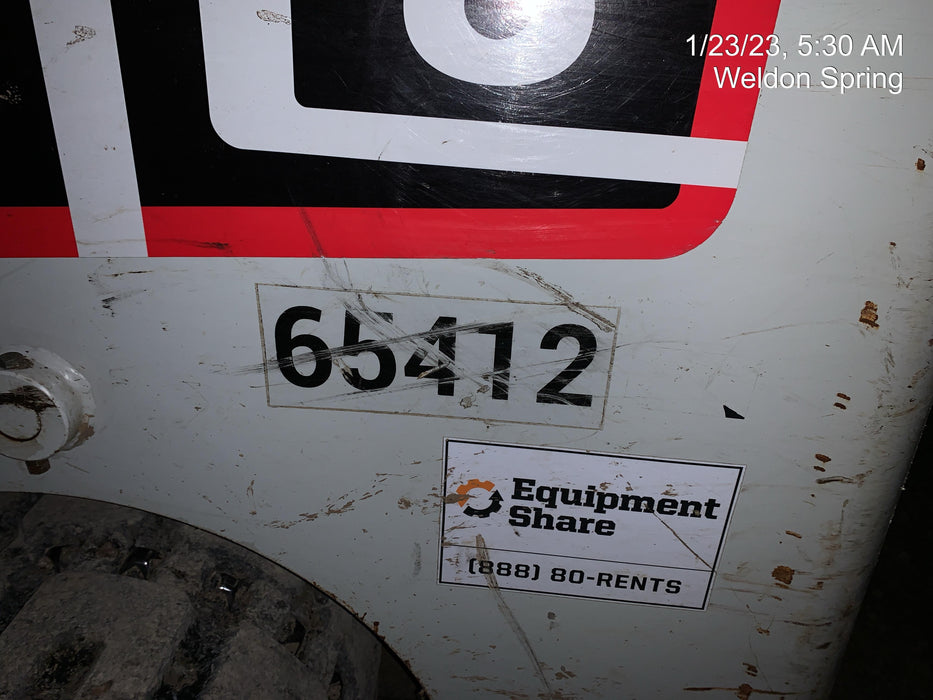 1/23/23, 5:30 AM
Weldon Spring
65412
Equipment
Share
(888) 80-RENTS